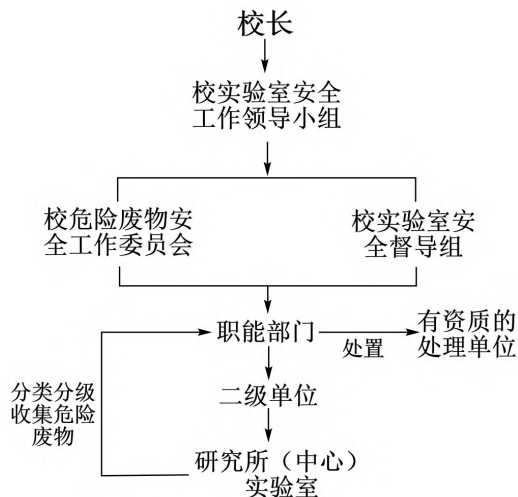 校长
校实验室安全
工作领导小组
校危险废物安
全工作委员会
校实验室安
全督导组
职能部门
处置
有资质的
处理单位
分类分级
收集危险
废物
二级单位
研究所（中心）
实验室